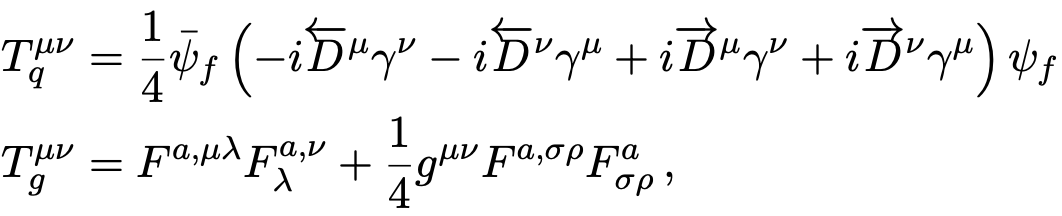 $T_q^{\mu\nu} = \frac{1}{4} \bar{\psi}_f \left( -i\overleftarrow{D}^\mu \gamma^\nu - i\overleftarrow{D}^\nu \gamma^\mu + i\overrightarrow{D}^\mu \gamma^\nu + i\overrightarrow{D}^\nu \gamma^\mu \right) \psi_f$
$T_g^{\mu\nu} = F^{a,\mu\lambda} F_\lambda^{a,\nu} + \frac{1}{4} g^{\mu\nu} F^{a,\sigma\rho} F_{\sigma\rho}^a \,,$